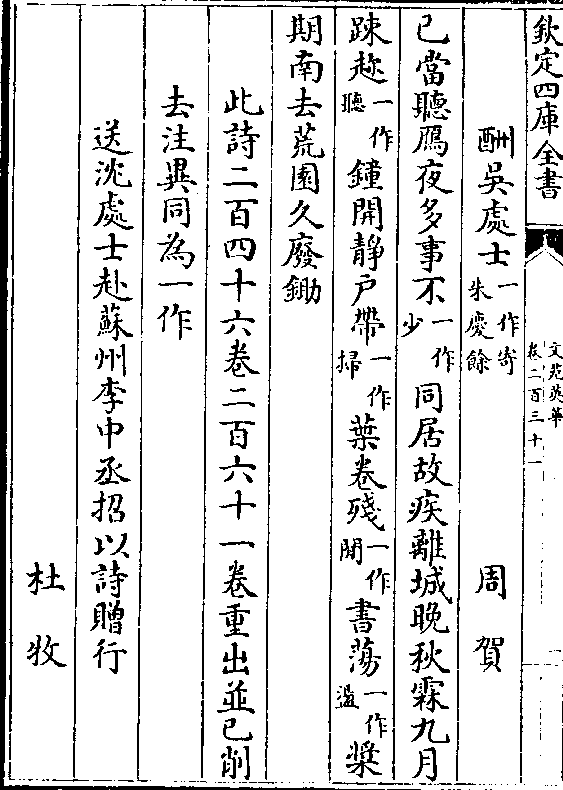 欽定四庫全書
文苑英華
卷二百三十一
酬吳處士一作寄朱慶餘 周賀
已當聽鴈夜多事不一作少同居故疾離城晚秋霖九月
踈趂一作聽鐘開靜戶帶一作掃葉卷殘一作閒書蕩一作溋槳
期南去荒園久廢鋤
此詩二百四十六卷二百六十一卷重出並已削
去注異同為一作
送沈處士赴蘇州李中丞招以詩贈行
杜牧